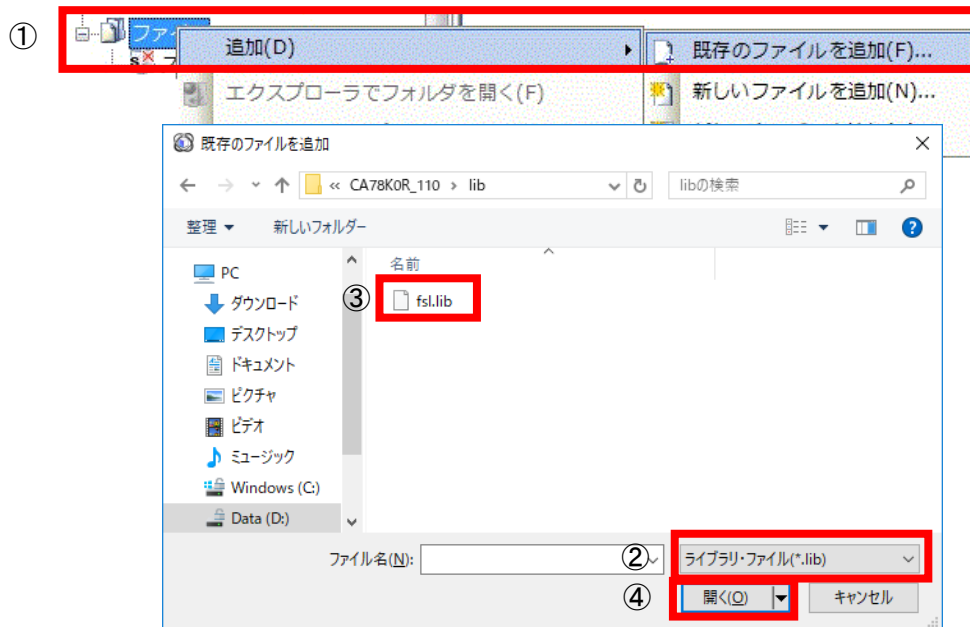 ①
ファイ
追加(D)
既存のファイルを追加(F)...
エクスプローラでフォルダを開く(F)
新しいファイルを追加(N)...
既存のファイルを追加
« CA78K0R_110 › lib
libの検索
整理
新しいフォルダー
名前
PC
ダウンロード
デスクトップ
ドキュメント
ピクチャ
ビデオ
ミュージック
Windows (C:)
Data (D:)
③
fsl.lib
ファイル名(N):
②
ライブラリ・ファイル(*.lib)
④
開く(O)
キャンセル